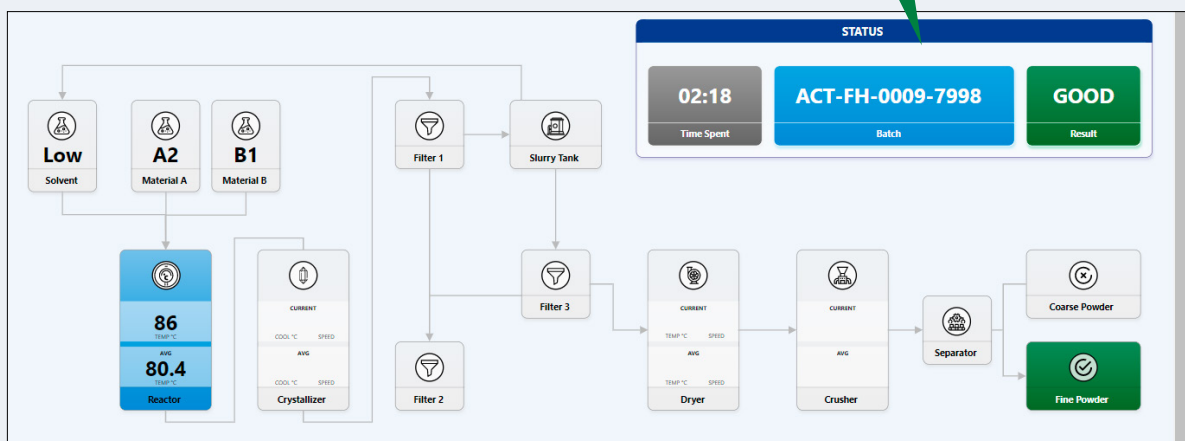 STATUS
02:18
Time Spent
ACT-FH-0009-7998
Batch
GOOD
Result
Low
Solvent
A2
Material A
B1
Material B
Filter 1
Slurry Tank
86
TEMP °C
AVG
80.4
TEMP °C
Reactor
CURRENT
COOL °C SPEED
AVG
COOL °C SPEED
Crystallizer
Filter 2
Filter 3
CURRENT
TEMP °C SPEED
AVG
TEMP °C SPEED
Dryer
CURRENT
AVG
Crusher
Separator
Coarse Powder
Fine Powder